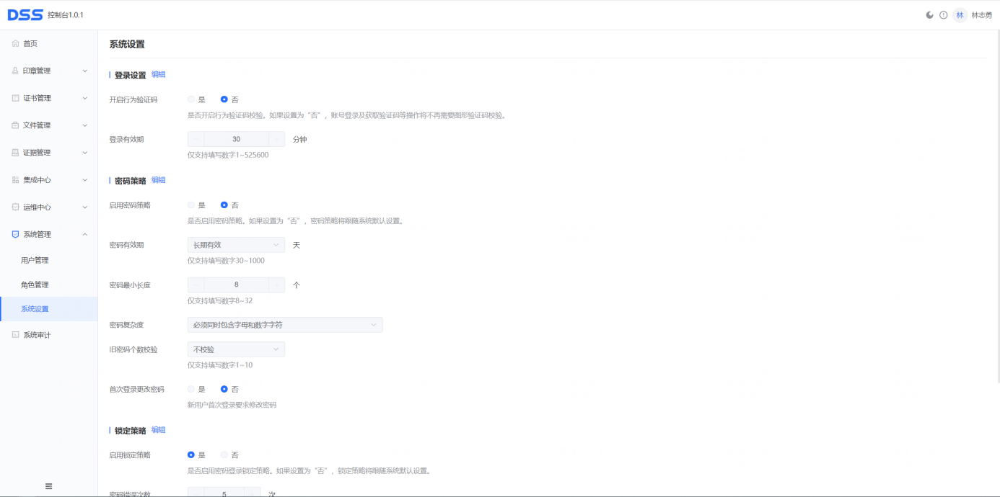 DSS 控制台1.0.1
林 林志勇
首页
印章管理
证书管理
文件管理
证据管理
集成中心
运维中心
系统管理
用户管理
角色管理
系统设置
系统审计
系统设置
登录设置 编辑
开启行为验证码 是 否
是否开启行为验证码校验。如果设置为“否”，账号登录及获取验证码等操作将不再需要图形验证码校验。
登录有效期 - 30 + 分钟
仅支持填写数字1~525600
密码策略 编辑
启用密码策略 是 否
是否启用密码策略。如果设置为“否”，密码策略将跟随系统默认设置。
密码有效期 长期有效 天
仅支持填写数字30~1000
密码最小长度 - 8 + 个
仅支持填写数字8~32
密码复杂度 必须同时包含字母和数字字符
旧密码个数校验 不校验
仅支持填写数字1~10
首次登录更改密码 是 否
新用户首次登录要求修改密码
锁定策略 编辑
启用锁定策略 是 否
是否启用密码登录锁定策略。如果设置为“否”，锁定策略将跟随系统默认设置。
密码错误次数 - 5 + 次